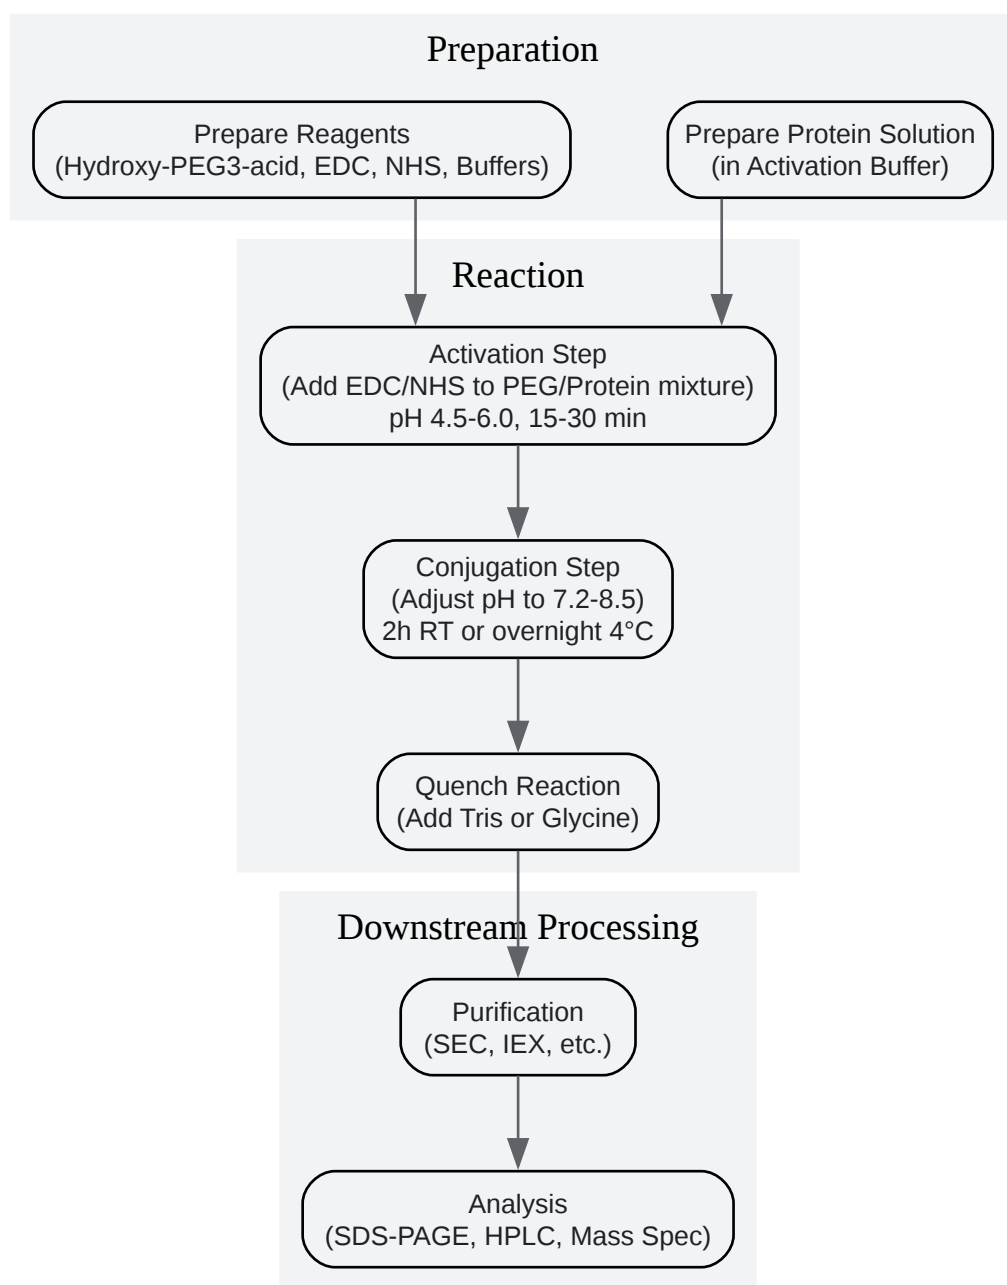 Preparation
Prepare Reagents
(Hydroxy-PEG3-acid, EDC, NHS, Buffers)
Prepare Protein Solution
(in Activation Buffer)
Reaction
Activation Step
(Add EDC/NHS to PEG/Protein mixture)
pH 4.5-6.0, 15-30 min
Conjugation Step
(Adjust pH to 7.2-8.5)
2h RT or overnight 4°C
Quench Reaction
(Add Tris or Glycine)
Downstream Processing
Purification
(SEC, IEX, etc.)
Analysis
(SDS-PAGE, HPLC, Mass Spec)